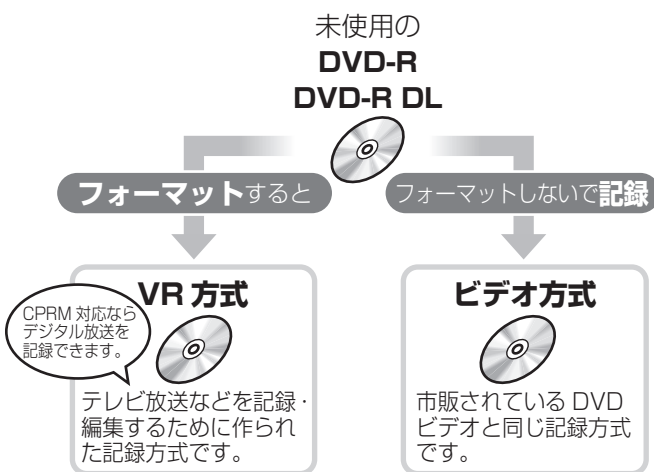 未使用の
DVD-R
DVD-R DL
フォーマットすると
フォーマットしないで記録
VR 方式
CPRM 対応なら
デジタル放送を
記録できます。
テレビ放送などを記録・
編集するために作られ
た記録方式です。
ビデオ方式
市販されている DVD
ビデオと同じ記録方式
です。